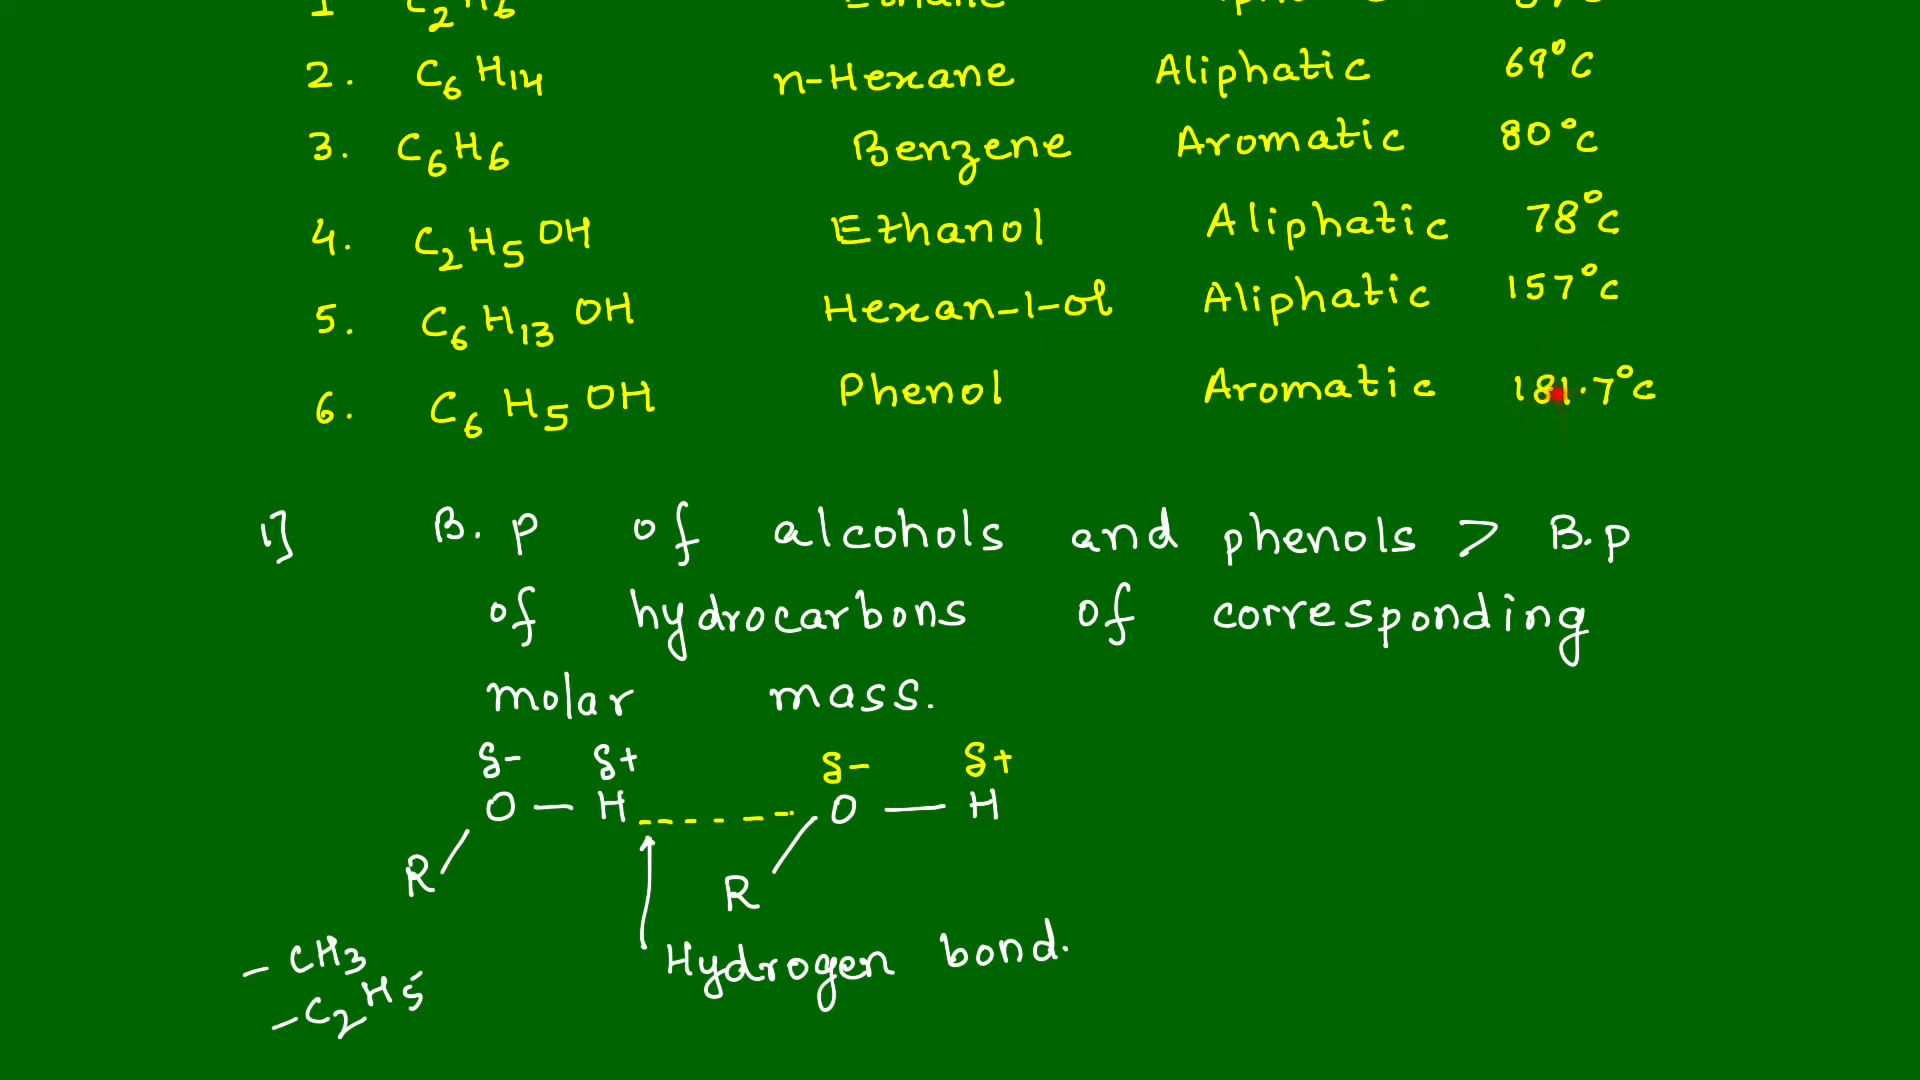 1 C2H6
2. C6H14 n-Hexane Aliphatic 69°C
3. C6H6 Benzene Aromatic 80°C
4. C2H5OH Ethanol Aliphatic 78°C
5. C6H13OH Hexan-1-ol Aliphatic 157°C
6. C6H5OH Phenol Aromatic 181.7°C
1] B.p of alcohols and phenols > B.p
of hydrocarbons of corresponding
molar mass.
δ- δ+ δ- δ+
O — H ------ O — H
R R
Hydrogen bond.
- CH3
- C2H5